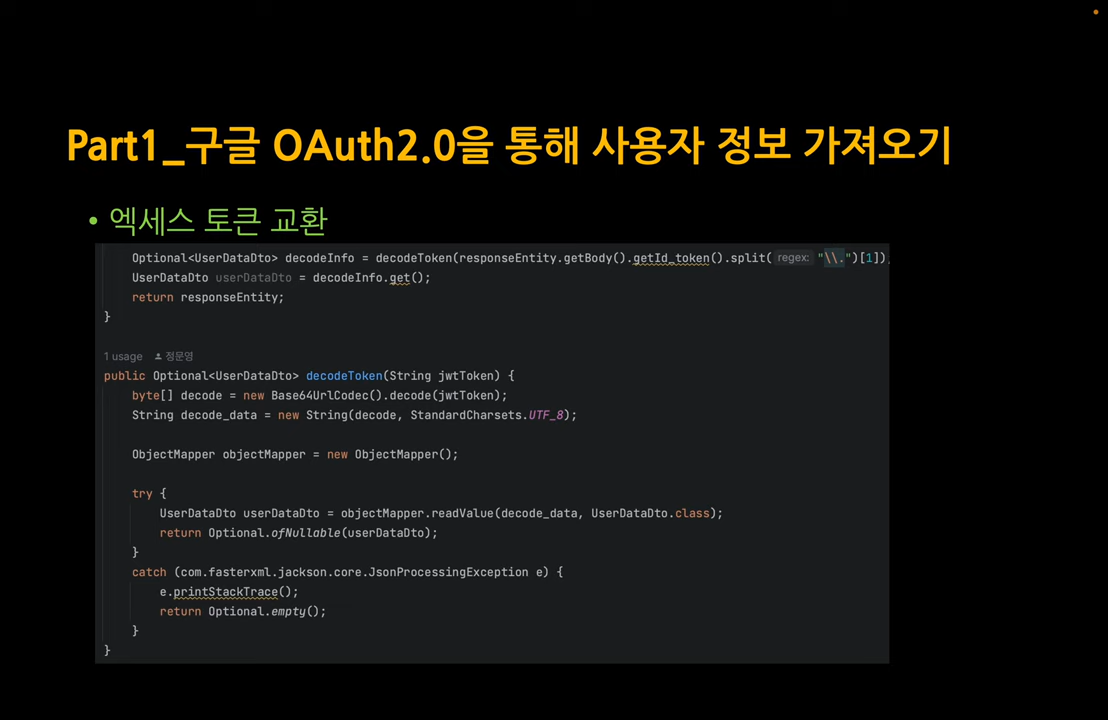 Part1_구글 OAuth2.0을 통해 사용자 정보 가져오기
• 엑세스 토큰 교환
Optional<UserDataDto> decodeInfo = decodeToken(responseEntity.getBody().getId_token().split( regex: "\\.")[1])
UserDataDto userDataDto = decodeInfo.get();
return responseEntity;
}
1 usage 정문영
public Optional<UserDataDto> decodeToken(String jwtToken) {
byte[] decode = new Base64UrlCodec().decode(jwtToken);
String decode_data = new String(decode, StandardCharsets.UTF_8);
ObjectMapper objectMapper = new ObjectMapper();
try {
UserDataDto userDataDto = objectMapper.readValue(decode_data, UserDataDto.class);
return Optional.ofNullable(userDataDto);
}
catch (com.fasterxml.jackson.core.JsonProcessingException e) {
e.printStackTrace();
return Optional.empty();
}
}